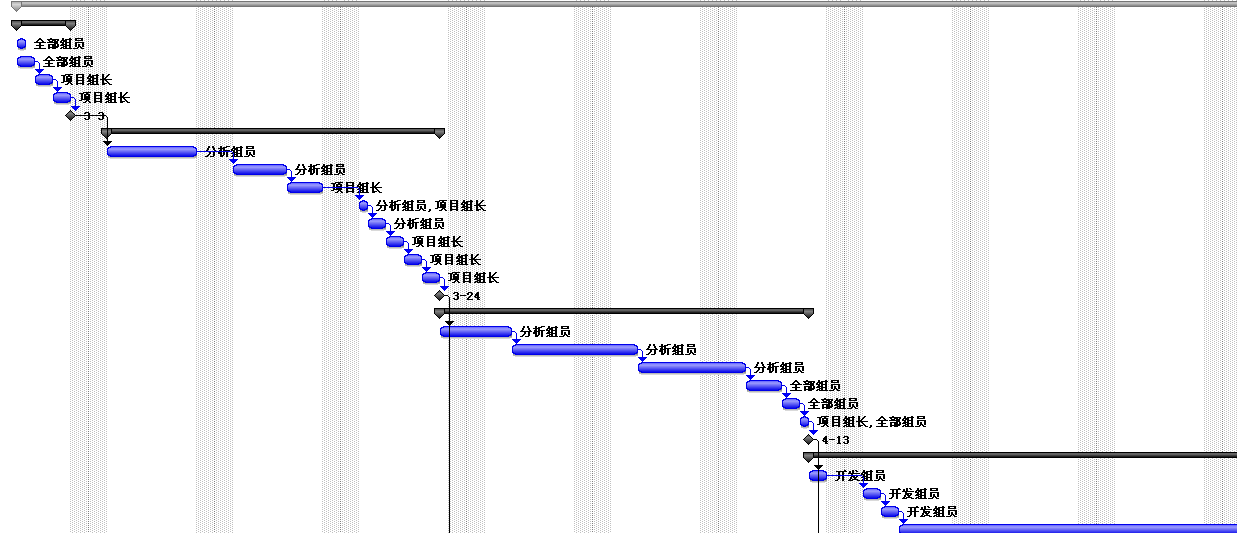 全部组员
全部组员
项目组长
项目组长
3-3
分析组员
分析组员
项目组长
分析组员,项目组长
分析组员
项目组长
项目组长
项目组长
3-24
分析组员
分析组员
分析组员
全部组员
全部组员
项目组长,全部组员
4-13
开发组员
开发组员
开发组员